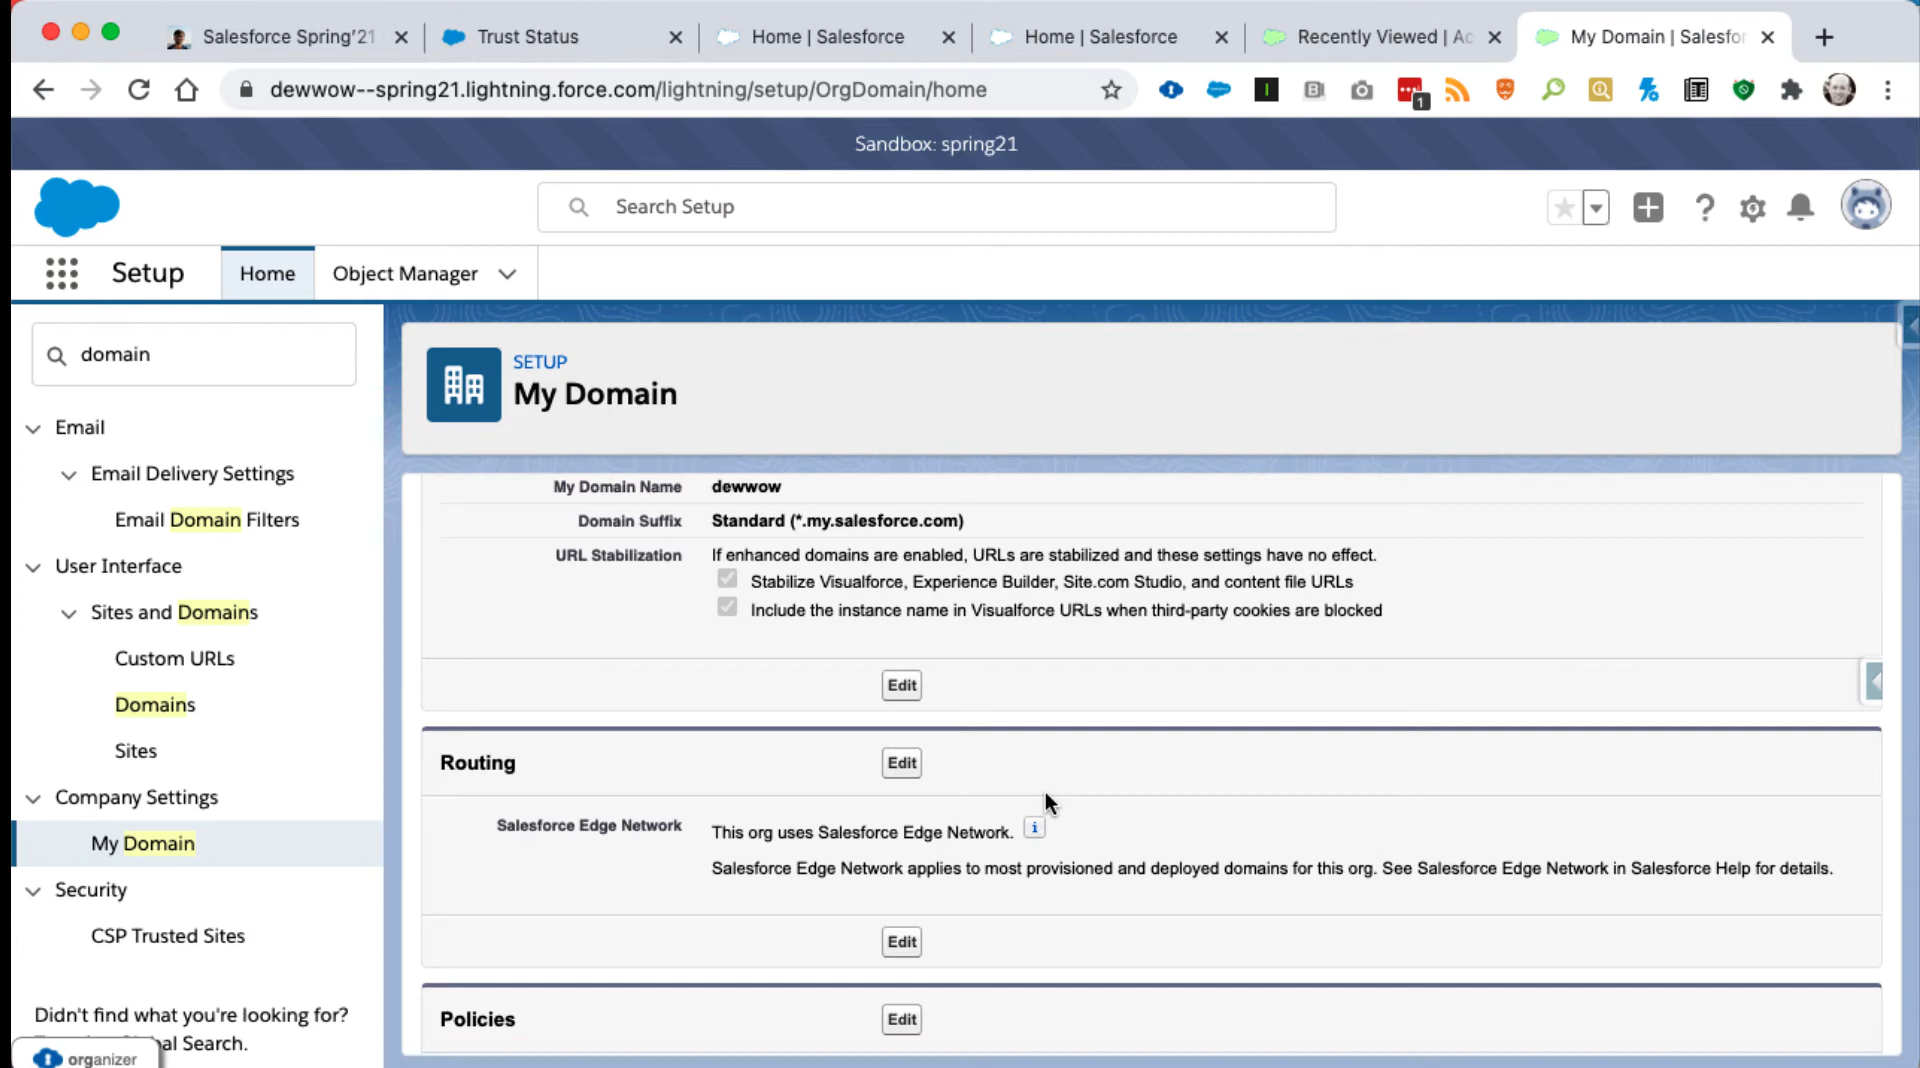 Salesforce Spring'21
Trust Status
Home | Salesforce
Home | Salesforce
Recently Viewed | Ac
My Domain | Salesfor
dewwow--spring21.lightning.force.com/lightning/setup/OrgDomain/home
1
Sandbox: spring21
Search Setup
Setup
Home
Object Manager
domain
Email
Email Delivery Settings
Email Domain Filters
User Interface
Sites and Domains
Custom URLs
Domains
Sites
Company Settings
My Domain
Security
CSP Trusted Sites
Didn't find what you're looking for?
al Search.
organizer
SETUP
My Domain
My Domain Name dewwow
Domain Suffix Standard (*.my.salesforce.com)
URL Stabilization If enhanced domains are enabled, URLs are stabilized and these settings have no effect.
Stabilize Visualforce, Experience Builder, Site.com Studio, and content file URLs
Include the instance name in Visualforce URLs when third-party cookies are blocked
Edit
Routing Edit
Salesforce Edge Network This org uses Salesforce Edge Network. i
Salesforce Edge Network applies to most provisioned and deployed domains for this org. See Salesforce Edge Network in Salesforce Help for details.
Edit
Policies Edit